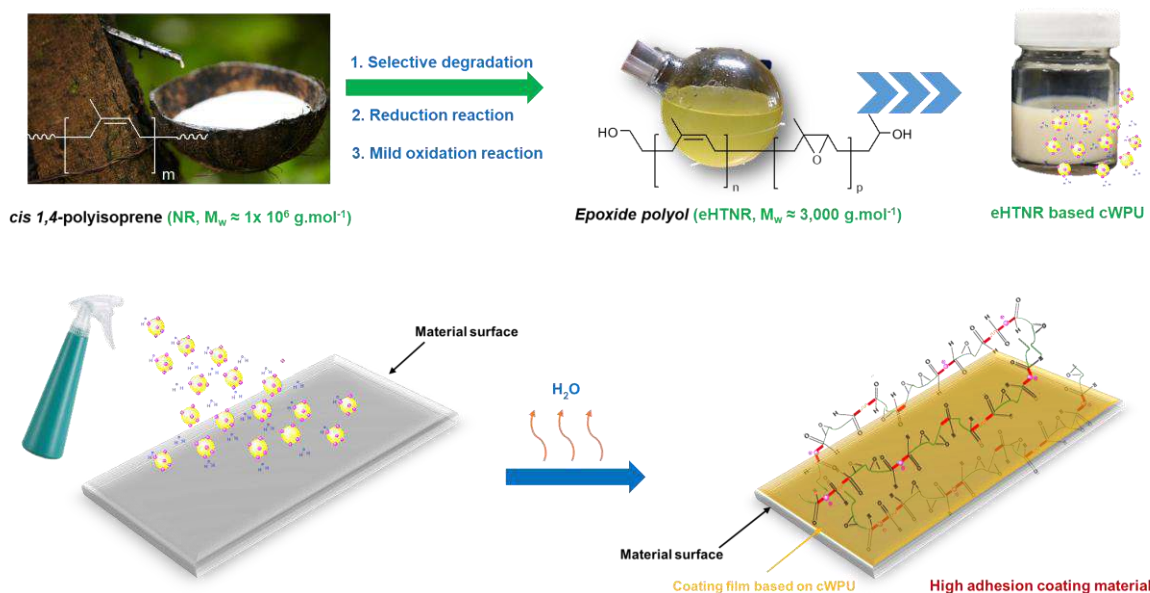 1. Selective degradation
2. Reduction reaction
3. Mild oxidation reaction
m
HO
O
OH
n
p
cis 1,4-polyisoprene (NR, Mw ≈ 1x 10⁶ g.mol⁻¹)
Epoxide polyol (eHTNR, Mw ≈ 3,000 g.mol⁻¹)
eHTNR based cWPU
Material surface
H₂O
Material surface
Coating film based on cWPU
High adhesion coating material